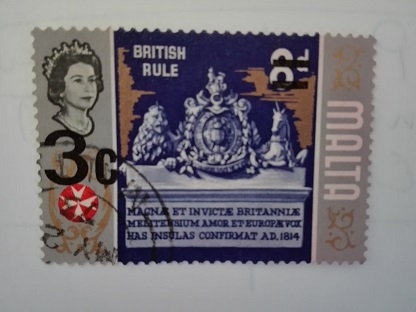 BRITISH
RULE
3c
MALTA
MAGNÆ ET INVICTÆ BRITANNIÆ
MELITENSIUM AMOR ET EUROPÆ VOX
HAS INSULAS CONFIRMAT A.D. 1814